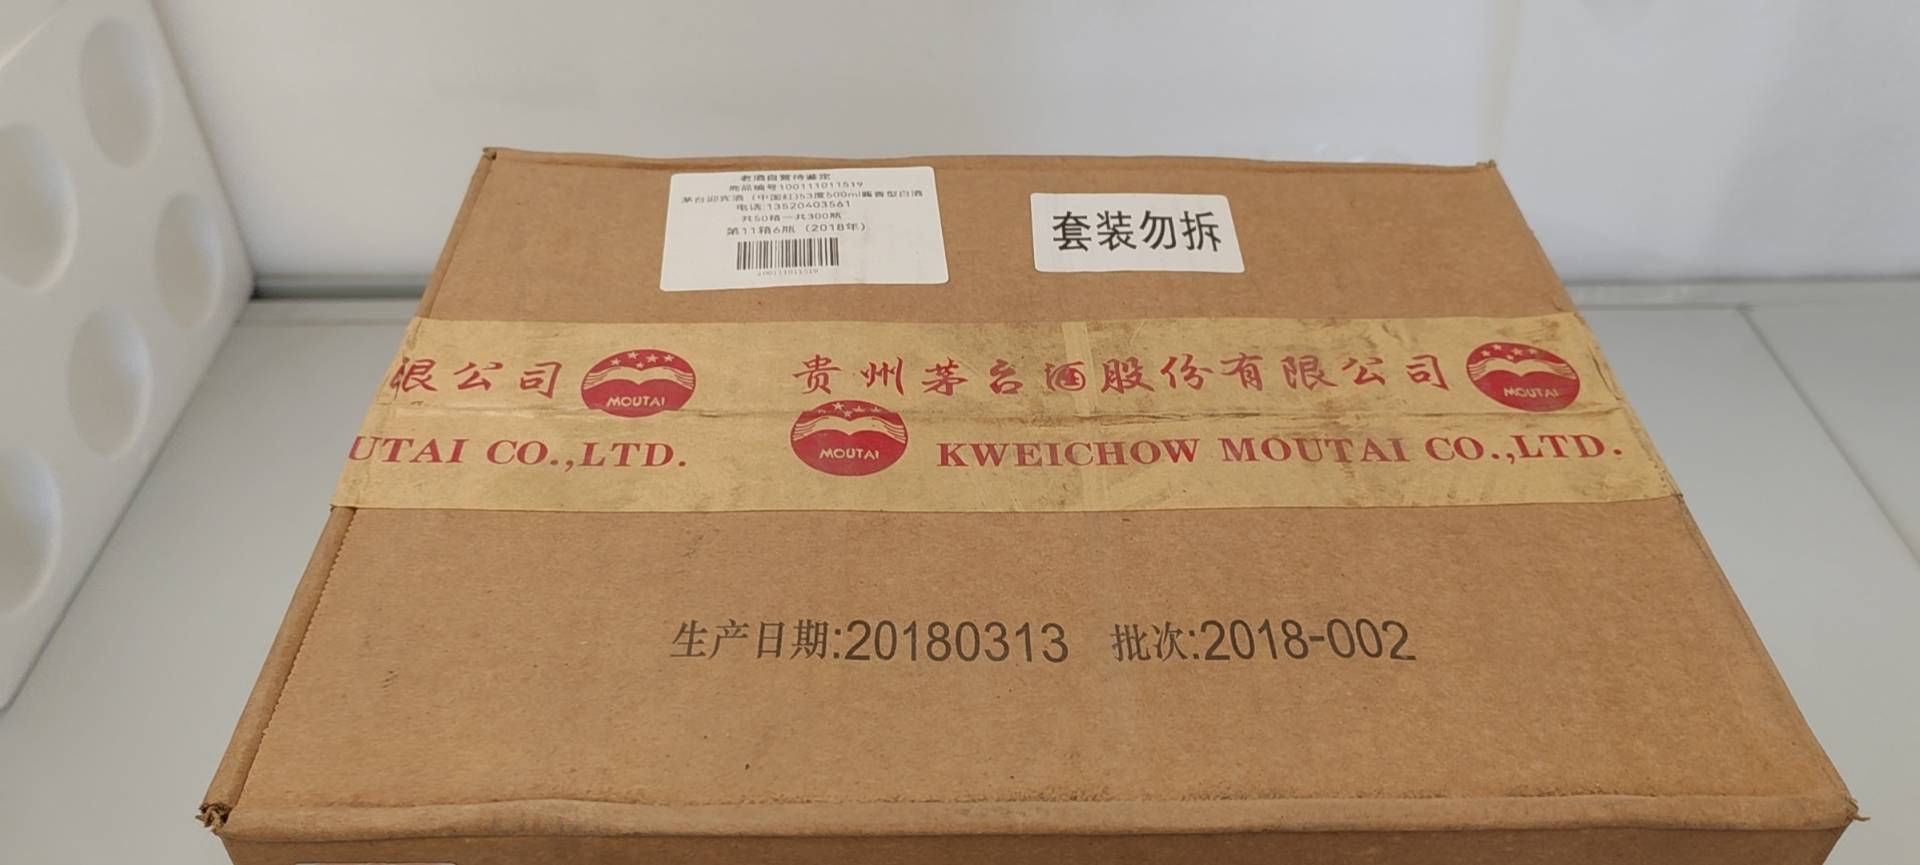 老酒自营待鉴定
商品编号100111011519
茅台迎宾酒（中国红)53度500ml酱香型白酒
电话:13520403561
共50箱一共300瓶
第11箱6瓶（2018年）
100111011519
套装勿拆
限公司
MOUTAI
贵州茅台酒股份有限公司
MOUTAI
UTAI CO.,LTD.
MOUTAI
KWEICHOW MOUTAI CO.,LTD.
生产日期:20180313 批次:2018-002